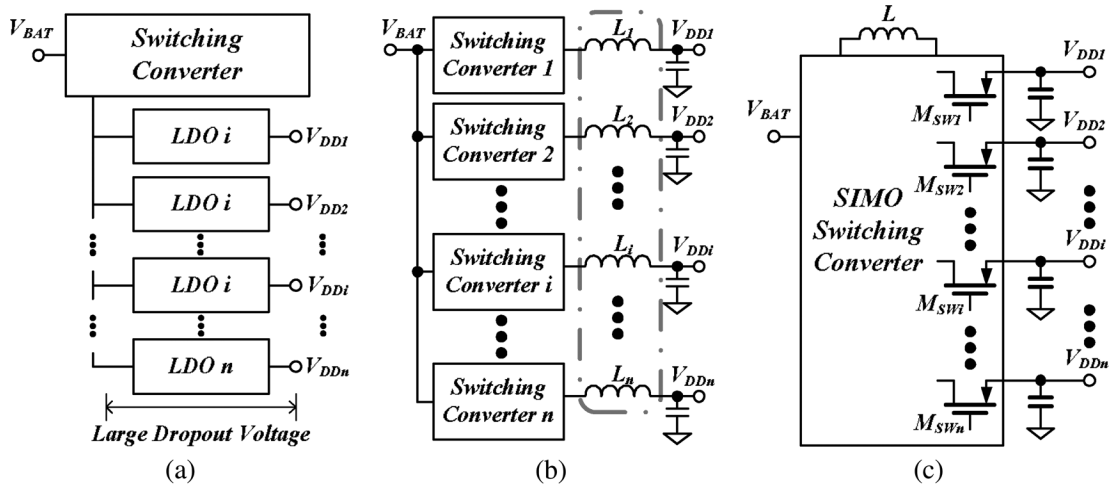 V_BAT
Switching
Converter
LDO i
V_DD1
LDO i
V_DD2
LDO i
V_DDi
LDO n
V_DDn
Large Dropout Voltage
(a)
V_BAT
Switching
Converter 1
L_1
V_DD1
Switching
Converter 2
L_2
V_DD2
Switching
Converter i
L_i
V_DDi
Switching
Converter n
L_n
V_DDn
(b)
L
V_BAT
SIMO
Switching
Converter
M_SW1
V_DD1
M_SW2
V_DD2
M_SWi
V_DDi
M_SWn
V_DDn
(c)